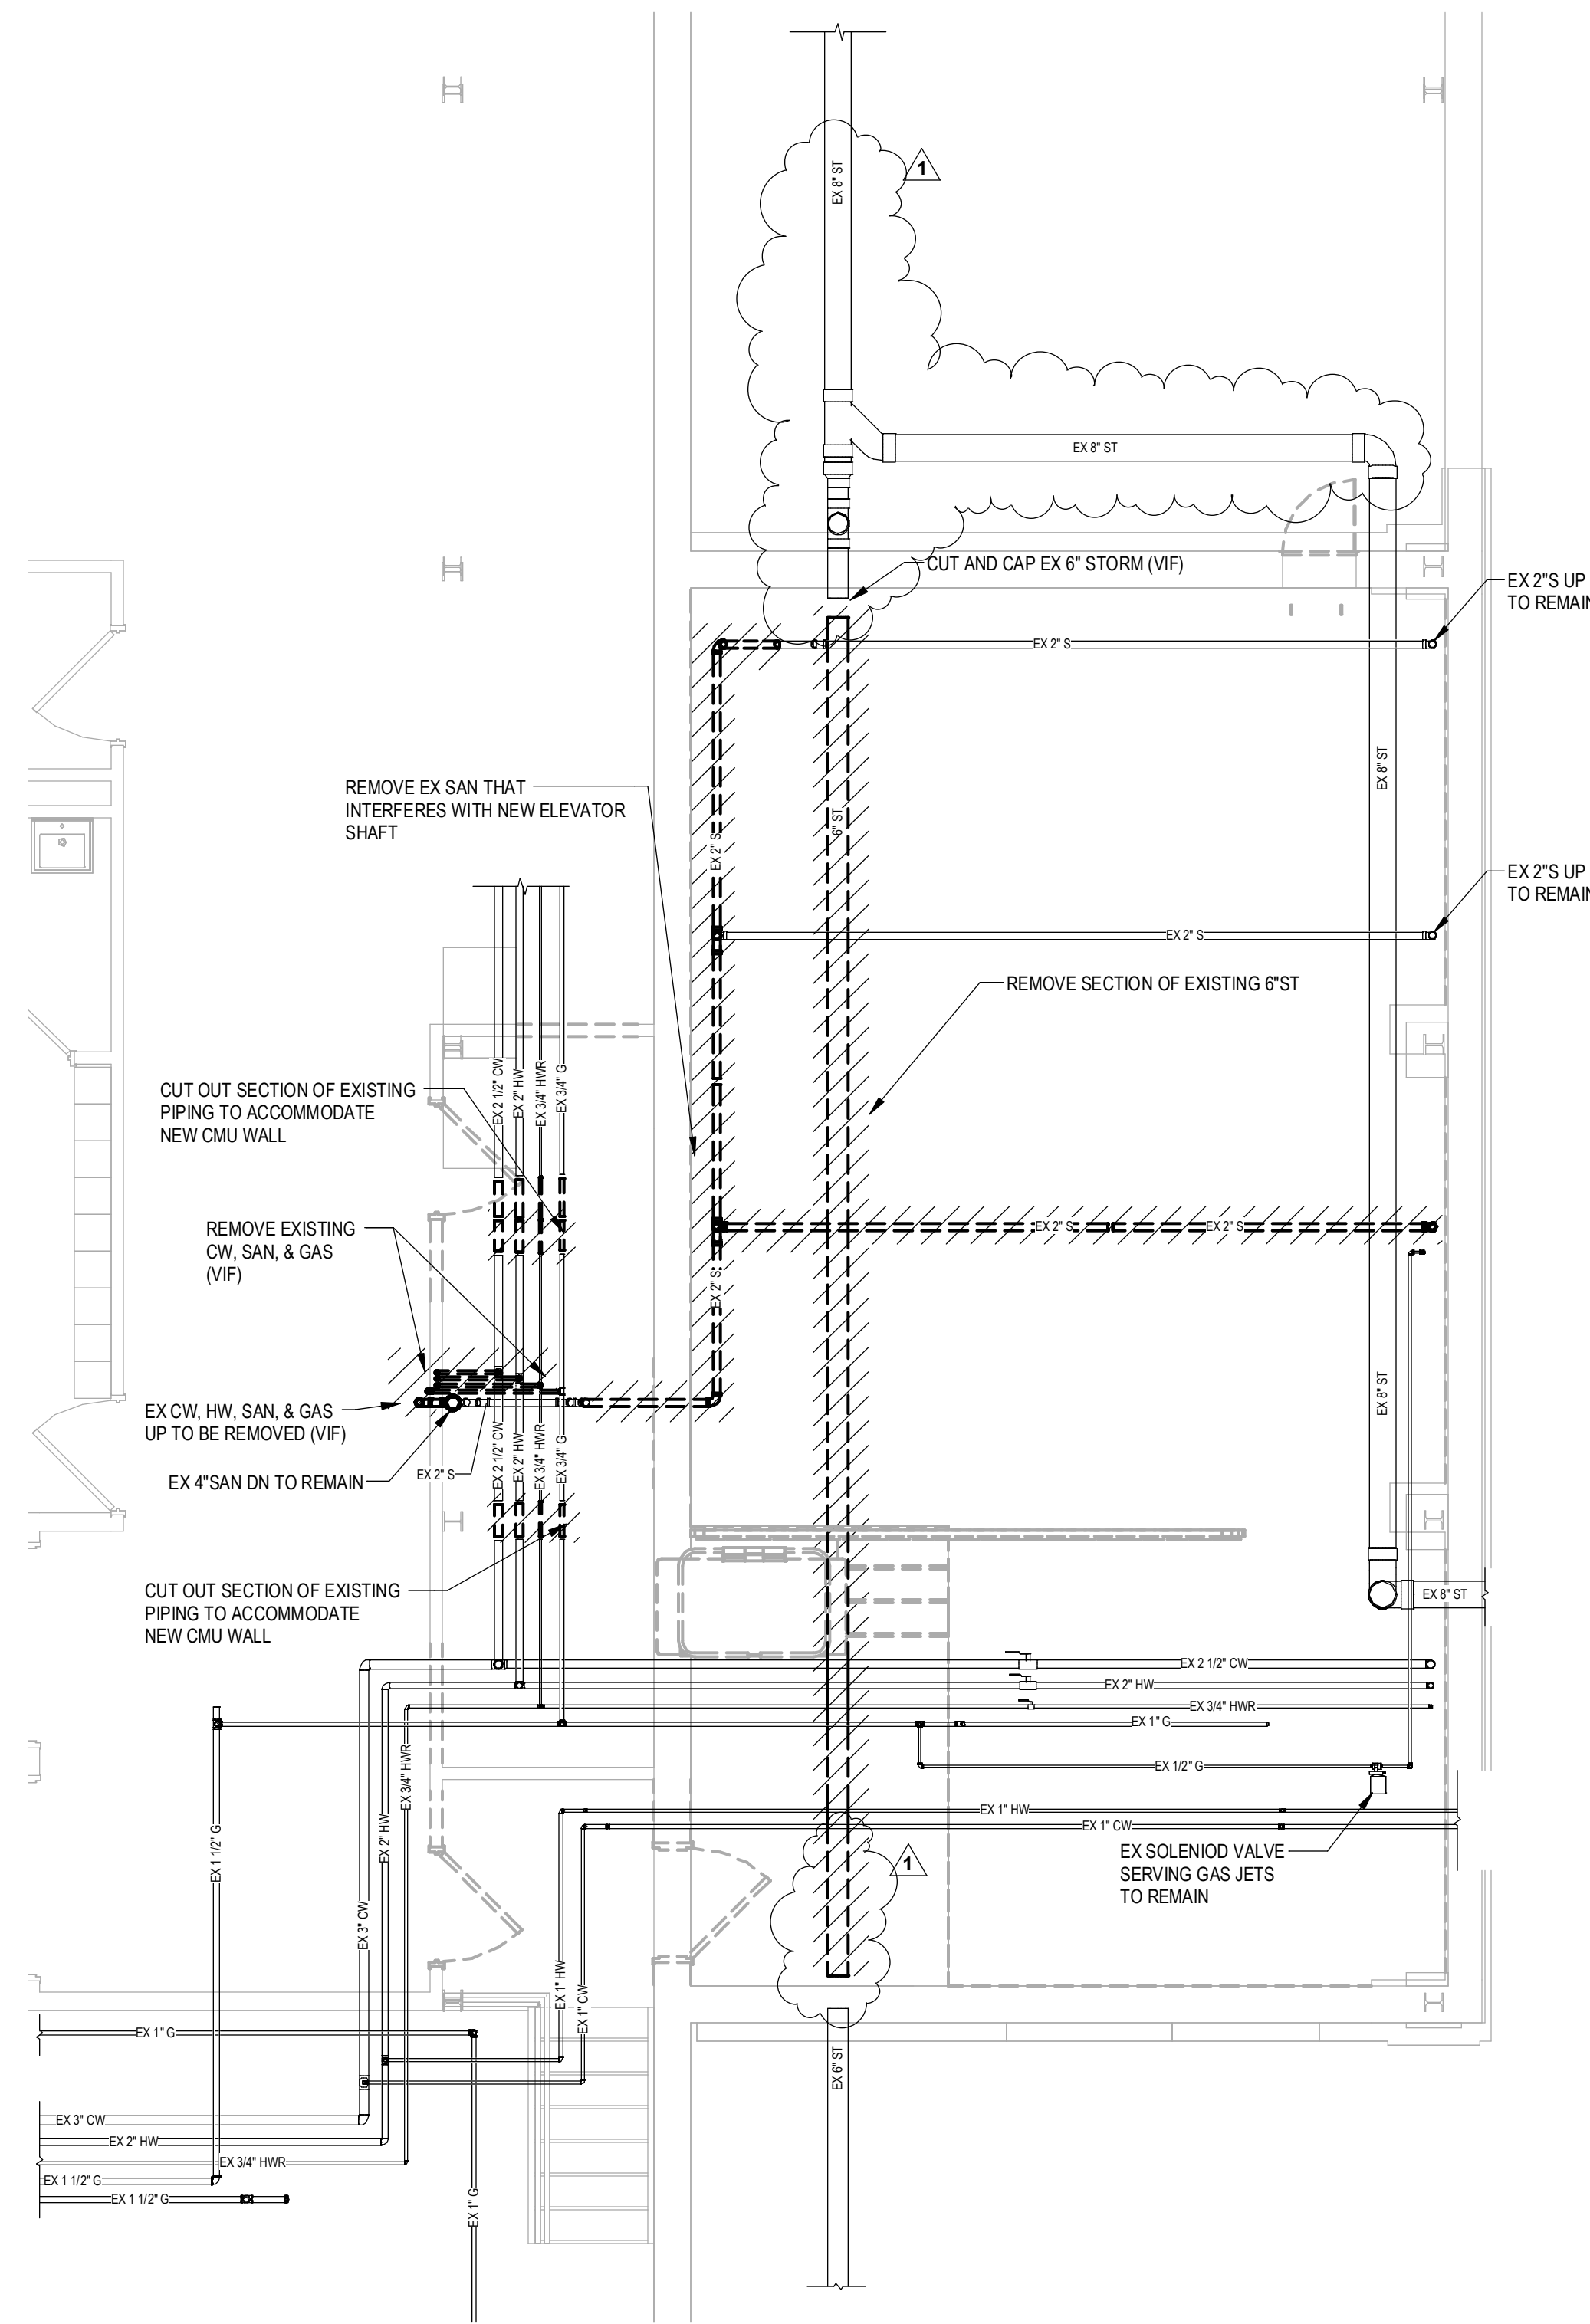 1
EX 8" ST
EX 8" ST
CUT AND CAP EX 6" STORM (VIF)
EX 2"S UP
TO REMAIN
EX 2" S
EX 8" ST
REMOVE EX SAN THAT
INTERFERES WITH NEW ELEVATOR
SHAFT
EX 2" S
6" ST
EX 2"S UP
TO REMAIN
EX 2" S
REMOVE SECTION OF EXISTING 6"ST
CUT OUT SECTION OF EXISTING
PIPING TO ACCOMMODATE
NEW CMU WALL
EX 2 1/2" CW
EX 2" HW
EX 3/4" HWR
EX 3/4" G
REMOVE EXISTING
CW, SAN, & GAS
(VIF)
EX 2" S
EX 2" S
EX 2" S
EX 8" ST
EX CW, HW, SAN, & GAS
UP TO BE REMOVED (VIF)
EX 4"SAN DN TO REMAIN
EX 2" S
EX 2 1/2" CW
EX 2" HW
EX 3/4" HWR
EX 3/4" G
CUT OUT SECTION OF EXISTING
PIPING TO ACCOMMODATE
NEW CMU WALL
EX 8" ST
EX 2 1/2" CW
EX 2" HW
EX 3/4" HWR
EX 1" G
EX 1/2" G
EX 3/4" HWR
EX 1 1/2" G
EX 2" HW
EX 3" CW
EX 1" HW
EX 1" CW
EX SOLENIOD VALVE
SERVING GAS JETS
TO REMAIN
1
EX 1" HW
EX 1" CW
EX 1" G
EX 6" ST
EX 3" CW
EX 2" HW
EX 3/4" HWR
EX 1 1/2" G
EX 1 1/2" G
EX 1" G